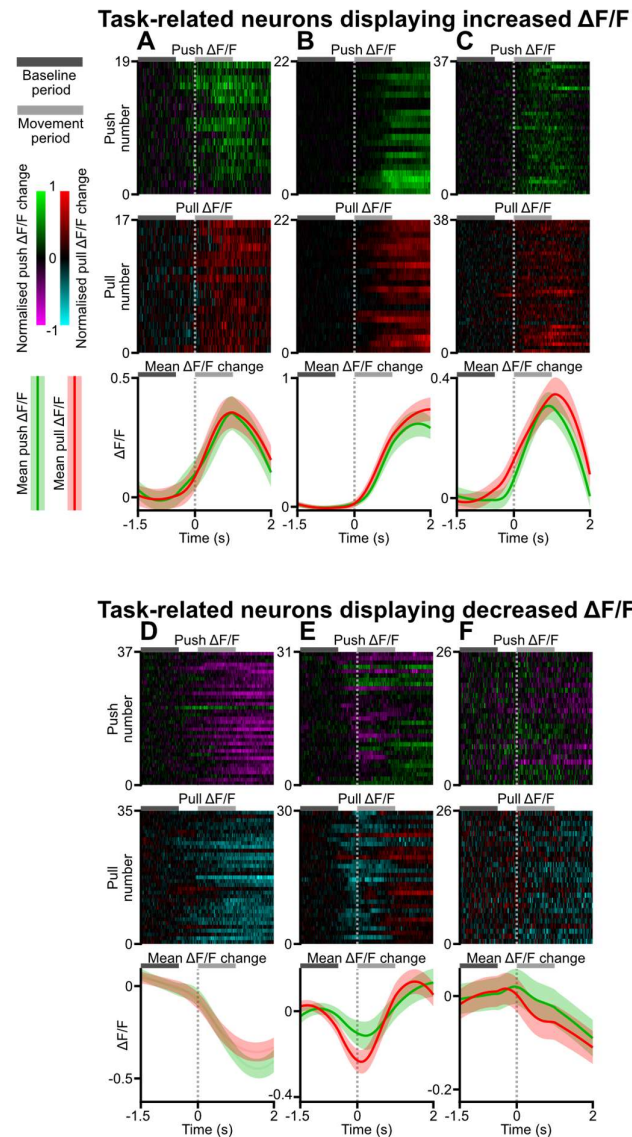 Task-related neurons displaying increased ΔF/F
A B C
Baseline
period
Movement
period
Push ΔF/F Push ΔF/F
19 22 37
Push
number
0 0 0
Pull ΔF/F Pull ΔF/F Pull ΔF/F
17 22 38
Pull
number
0 0 0
Normalised push ΔF/F change
1
0
-1
Normalised pull ΔF/F change
Mean push ΔF/F
Mean pull ΔF/F
Mean ΔF/F change Mean ΔF/F change Mean ΔF/F change
0.5 1 0.4
ΔF/F
0 0 0
-1.5 0 2 -1.5 0 2 -1.5 0 2
Time (s) Time (s) Time (s)
Task-related neurons displaying decreased ΔF/F
D E F
Push ΔF/F Push ΔF/F Push ΔF/F
37 31 26
Push
number
0 0 0
Pull ΔF/F Pull ΔF/F Pull ΔF/F
35 30 26
Pull
number
0 0 0
Mean ΔF/F change Mean ΔF/F change Mean ΔF/F change
0 0 0
ΔF/F
-0.5 -0.4 -0.2
-1.5 0 2 -1.5 0 2 -1.5 0 2
Time (s) Time (s) Time (s)